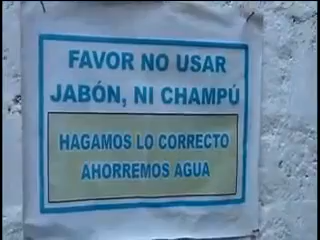 FAVOR NO USAR
JABÓN, NI CHAMPÚ
HAGAMOS LO CORRECTO
AHORREMOS AGUA